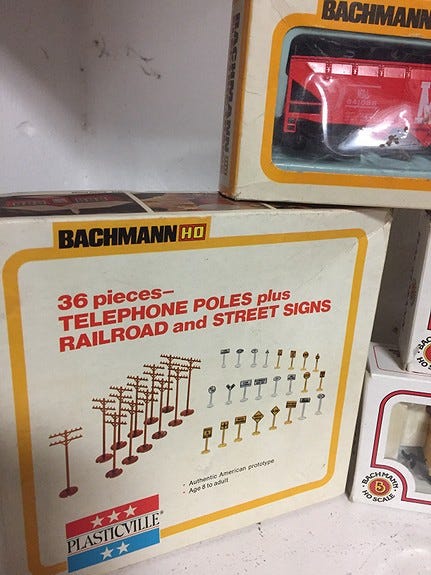 BACHMANN
BACHMANN
BACHMANN HO
36 pieces—
TELEPHONE POLES plus
RAILROAD and STREET SIGNS
• Authentic American prototype
• Age 8 to adult
PLASTICVILLE®
BACHMANN
B
HO SCALE